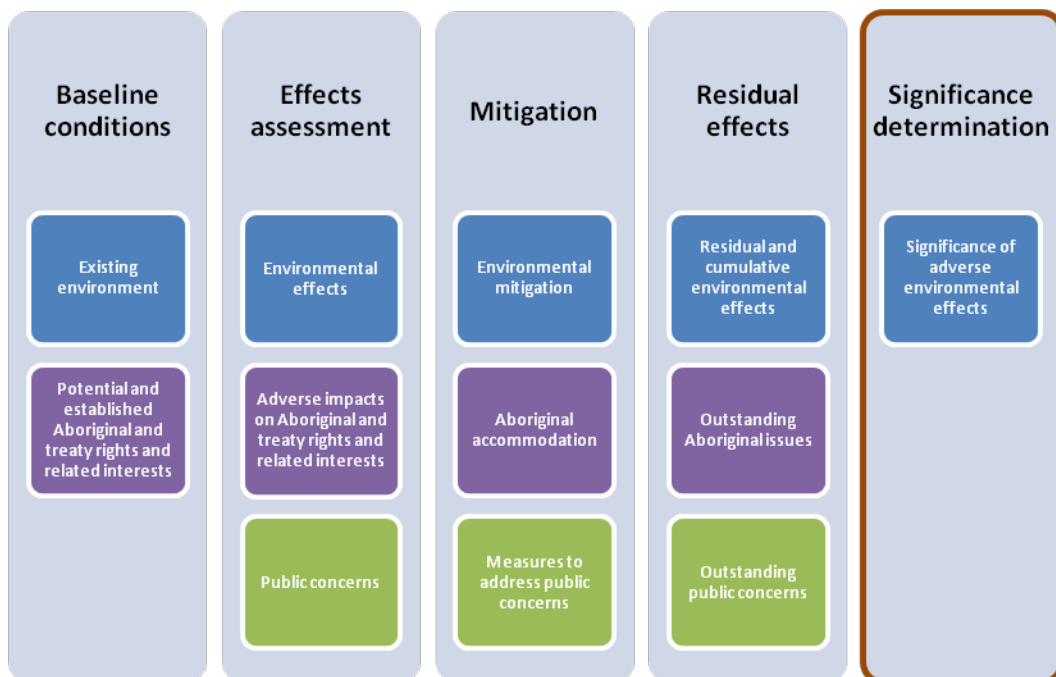 Baseline
conditions
Existing
environment
Potential and
established
Aboriginal and
treaty rights and
related interests
Effects
assessment
Environmental
effects
Adverse impacts
on Aboriginal and
treaty rights and
related interests
Public concerns
Mitigation
Environmental
mitigation
Aboriginal
accommodation
Measures to
address public
concerns
Residual
effects
Residual and
cumulative
environmental
effects
Outstanding
Aboriginal issues
Outstanding
public concerns
Significance
determination
Significance of
adverse
environmental
effects